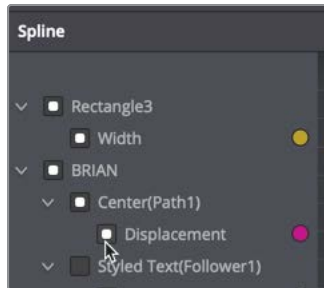 Spline
Rectangle3
Width
BRIAN
Center(Path1)
Displacement
Styled Text(Follower1)